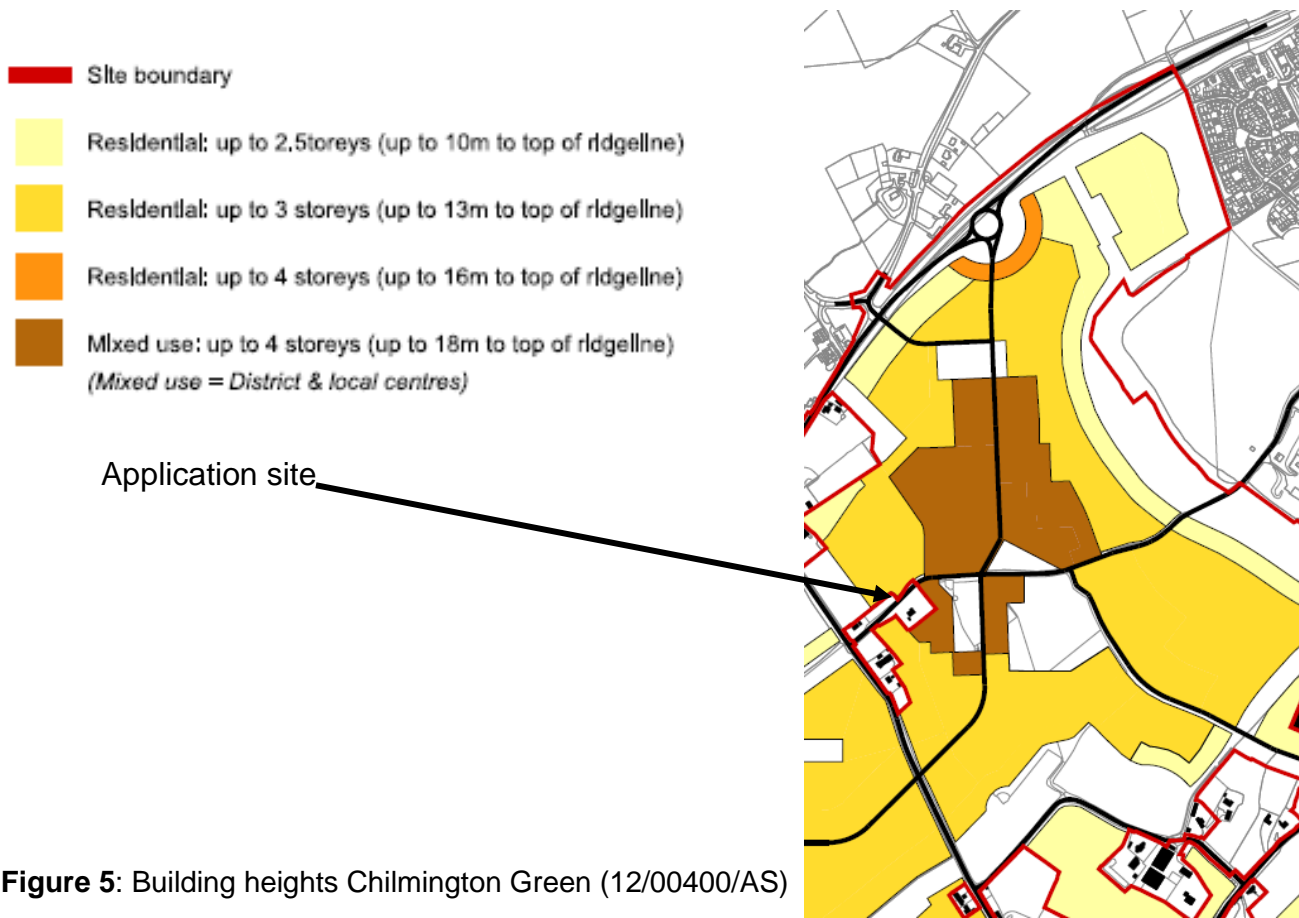 Site boundary
Residential: up to 2.5storeys (up to 10m to top of ridgeline)
Residential: up to 3 storeys (up to 13m to top of ridgeline)
Residential: up to 4 storeys (up to 16m to top of ridgeline)
Mixed use: up to 4 storeys (up to 18m to top of ridgeline)
(Mixed use = District & local centres)
Application site
Figure 5: Building heights Chilmington Green (12/00400/AS)